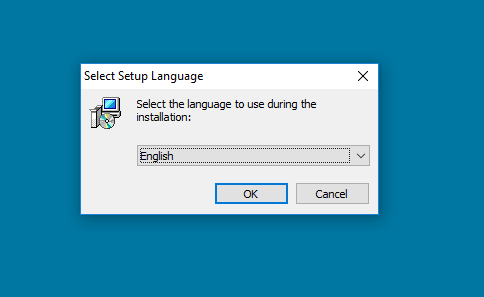 Select Setup Language
Select the language to use during the
installation:
English
OK
Cancel